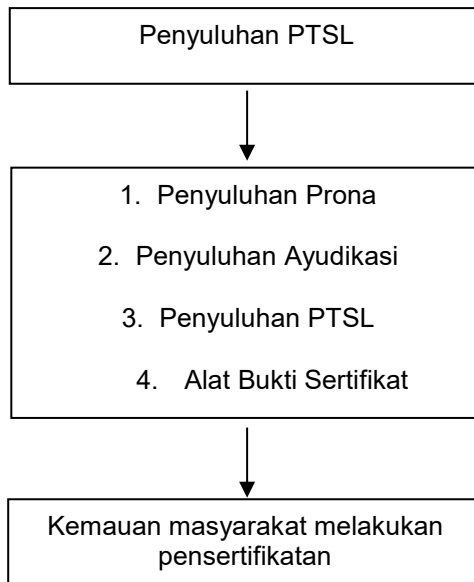 Penyuluhan PTSL
1. Penyuluhan Prona
2. Penyuluhan Ayudikasi
3. Penyuluhan PTSL
4. Alat Bukti Sertifikat
Kemauan masyarakat melakukan
pensertifikatan